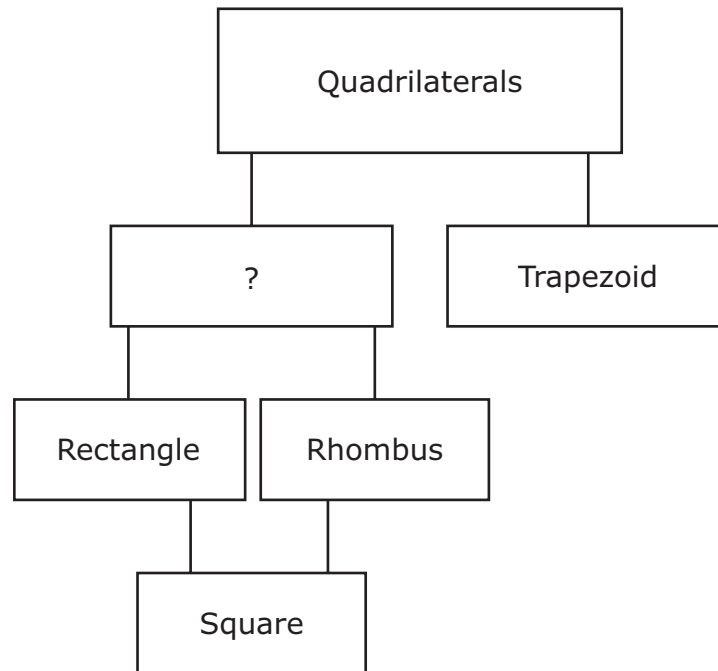 Quadrilaterals
?
Trapezoid
Rectangle
Rhombus
Square